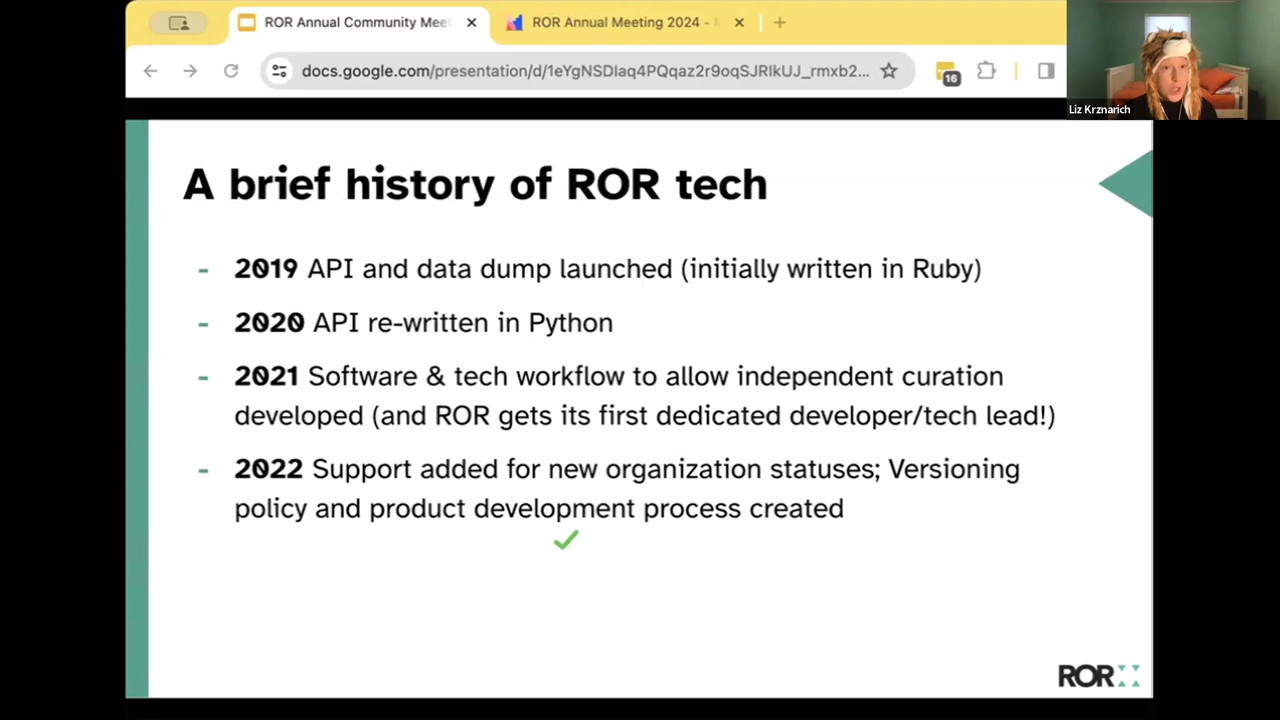 ROR Annual Community Mee
ROR Annual Meeting 2024 -
docs.google.com/presentation/d/1eYgNSDIaq4PQqaz2r9oqSJRlkUJ_rmxb2...
16
Liz Krznarich
A brief history of ROR tech
- 2019 API and data dump launched (initially written in Ruby)
- 2020 API re-written in Python
- 2021 Software & tech workflow to allow independent curation
developed (and ROR gets its first dedicated developer/tech lead!)
- 2022 Support added for new organization statuses; Versioning
policy and product development process created
ROR